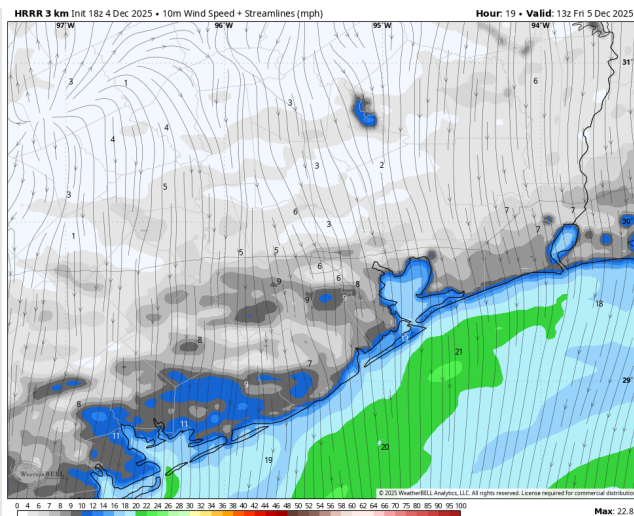 HRRR 3 km Init 18z 4 Dec 2025 • 10m Wind Speed + Streamlines (mph) Hour: 19 • Valid: 13z Fri 5 Dec 2025
97°W 96°W 95°W 94°W
31°
3 1 6
3
4 4
3 2
3 5
6 7 7
30°
3 7
1
5 5
6
9 6 8
9 9
18
5
8 21
7
29°
9
8
11 11
20
19
WeatherBELL
© 2025 WeatherBELL Analytics, LLC. All rights reserved. License required for commercial distributio
0 4 6 7 8 9 10 12 14 16 18 20 22 24 26 28 30 32 34 36 38 40 42 44 46 48 50 52 54 56 58 60 62 64 66 68 70 75 80 85 90 95 100
Max: 22.8